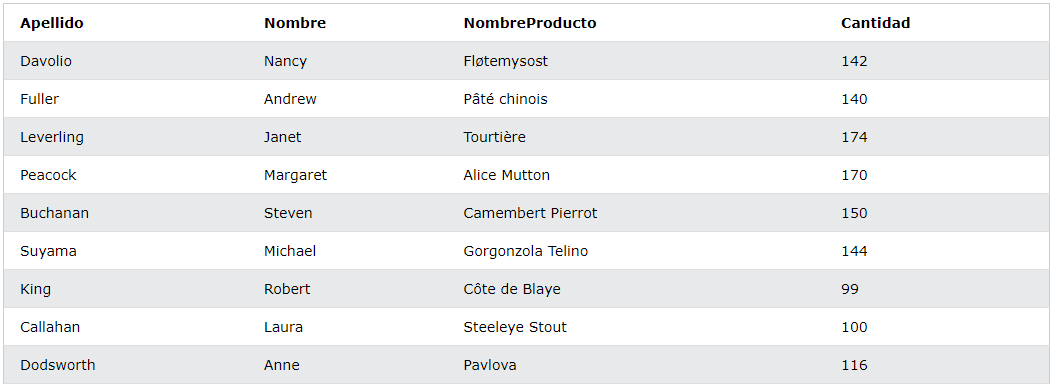 Apellido Nombre NombreProducto Cantidad
Davolio Nancy Fløtemysost 142
Fuller Andrew Pâté chinois 140
Leverling Janet Tourtière 174
Peacock Margaret Alice Mutton 170
Buchanan Steven Camembert Pierrot 150
Suyama Michael Gorgonzola Telino 144
King Robert Côte de Blaye 99
Callahan Laura Steeleye Stout 100
Dodsworth Anne Pavlova 116